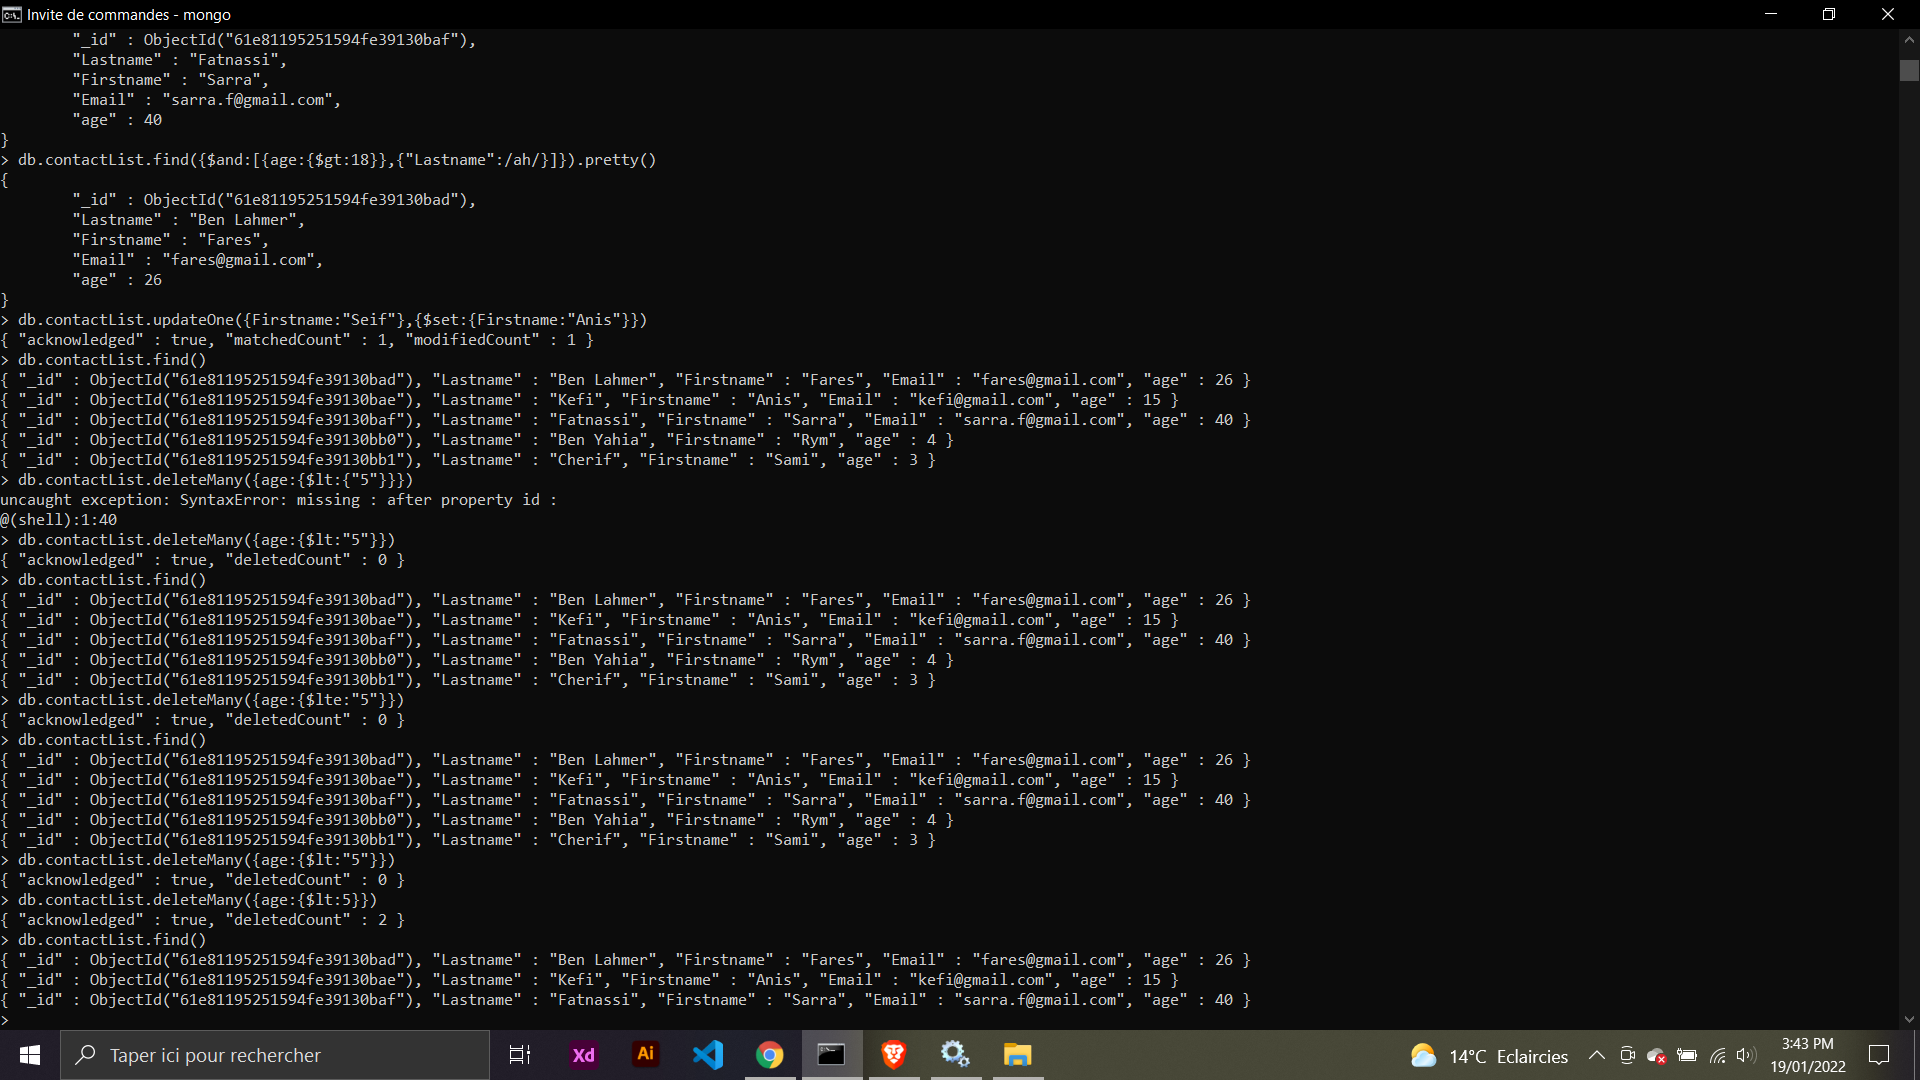 Invite de commandes - mongo
        "_id" : ObjectId("61e81195251594fe39130baf"),
        "Lastname" : "Fatnassi",
        "Firstname" : "Sarra",
        "Email" : "sarra.f@gmail.com",
        "age" : 40
}
> db.contactList.find({$and:[{age:{$gt:18}},{"Lastname":/ah/}]}).pretty()
{
        "_id" : ObjectId("61e81195251594fe39130bad"),
        "Lastname" : "Ben Lahmer",
        "Firstname" : "Fares",
        "Email" : "fares@gmail.com",
        "age" : 26
}
> db.contactList.updateOne({Firstname:"Seif"},{$set:{Firstname:"Anis"}})
{ "acknowledged" : true, "matchedCount" : 1, "modifiedCount" : 1 }
> db.contactList.find()
{ "_id" : ObjectId("61e81195251594fe39130bad"), "Lastname" : "Ben Lahmer", "Firstname" : "Fares", "Email" : "fares@gmail.com", "age" : 26 }
{ "_id" : ObjectId("61e81195251594fe39130bae"), "Lastname" : "Kefi", "Firstname" : "Anis", "Email" : "kefi@gmail.com", "age" : 15 }
{ "_id" : ObjectId("61e81195251594fe39130baf"), "Lastname" : "Fatnassi", "Firstname" : "Sarra", "Email" : "sarra.f@gmail.com", "age" : 40 }
{ "_id" : ObjectId("61e81195251594fe39130bb0"), "Lastname" : "Ben Yahia", "Firstname" : "Rym", "age" : 4 }
{ "_id" : ObjectId("61e81195251594fe39130bb1"), "Lastname" : "Cherif", "Firstname" : "Sami", "age" : 3 }
> db.contactList.deleteMany({age:{$lt:{"5"}}})
uncaught exception: SyntaxError: missing : after property id :
@(shell):1:40
> db.contactList.deleteMany({age:{$lt:"5"}})
{ "acknowledged" : true, "deletedCount" : 0 }
> db.contactList.find()
{ "_id" : ObjectId("61e81195251594fe39130bad"), "Lastname" : "Ben Lahmer", "Firstname" : "Fares", "Email" : "fares@gmail.com", "age" : 26 }
{ "_id" : ObjectId("61e81195251594fe39130bae"), "Lastname" : "Kefi", "Firstname" : "Anis", "Email" : "kefi@gmail.com", "age" : 15 }
{ "_id" : ObjectId("61e81195251594fe39130baf"), "Lastname" : "Fatnassi", "Firstname" : "Sarra", "Email" : "sarra.f@gmail.com", "age" : 40 }
{ "_id" : ObjectId("61e81195251594fe39130bb0"), "Lastname" : "Ben Yahia", "Firstname" : "Rym", "age" : 4 }
{ "_id" : ObjectId("61e81195251594fe39130bb1"), "Lastname" : "Cherif", "Firstname" : "Sami", "age" : 3 }
> db.contactList.deleteMany({age:{$lte:"5"}})
{ "acknowledged" : true, "deletedCount" : 0 }
> db.contactList.find()
{ "_id" : ObjectId("61e81195251594fe39130bad"), "Lastname" : "Ben Lahmer", "Firstname" : "Fares", "Email" : "fares@gmail.com", "age" : 26 }
{ "_id" : ObjectId("61e81195251594fe39130bae"), "Lastname" : "Kefi", "Firstname" : "Anis", "Email" : "kefi@gmail.com", "age" : 15 }
{ "_id" : ObjectId("61e81195251594fe39130baf"), "Lastname" : "Fatnassi", "Firstname" : "Sarra", "Email" : "sarra.f@gmail.com", "age" : 40 }
{ "_id" : ObjectId("61e81195251594fe39130bb0"), "Lastname" : "Ben Yahia", "Firstname" : "Rym", "age" : 4 }
{ "_id" : ObjectId("61e81195251594fe39130bb1"), "Lastname" : "Cherif", "Firstname" : "Sami", "age" : 3 }
> db.contactList.deleteMany({age:{$lt:"5"}})
{ "acknowledged" : true, "deletedCount" : 0 }
> db.contactList.deleteMany({age:{$lt:5}})
{ "acknowledged" : true, "deletedCount" : 2 }
> db.contactList.find()
{ "_id" : ObjectId("61e81195251594fe39130bad"), "Lastname" : "Ben Lahmer", "Firstname" : "Fares", "Email" : "fares@gmail.com", "age" : 26 }
{ "_id" : ObjectId("61e81195251594fe39130bae"), "Lastname" : "Kefi", "Firstname" : "Anis", "Email" : "kefi@gmail.com", "age" : 15 }
{ "_id" : ObjectId("61e81195251594fe39130baf"), "Lastname" : "Fatnassi", "Firstname" : "Sarra", "Email" : "sarra.f@gmail.com", "age" : 40 }
>
Taper ici pour rechercher
Xd
Ai
14°C Eclaircies
3:43 PM
19/01/2022